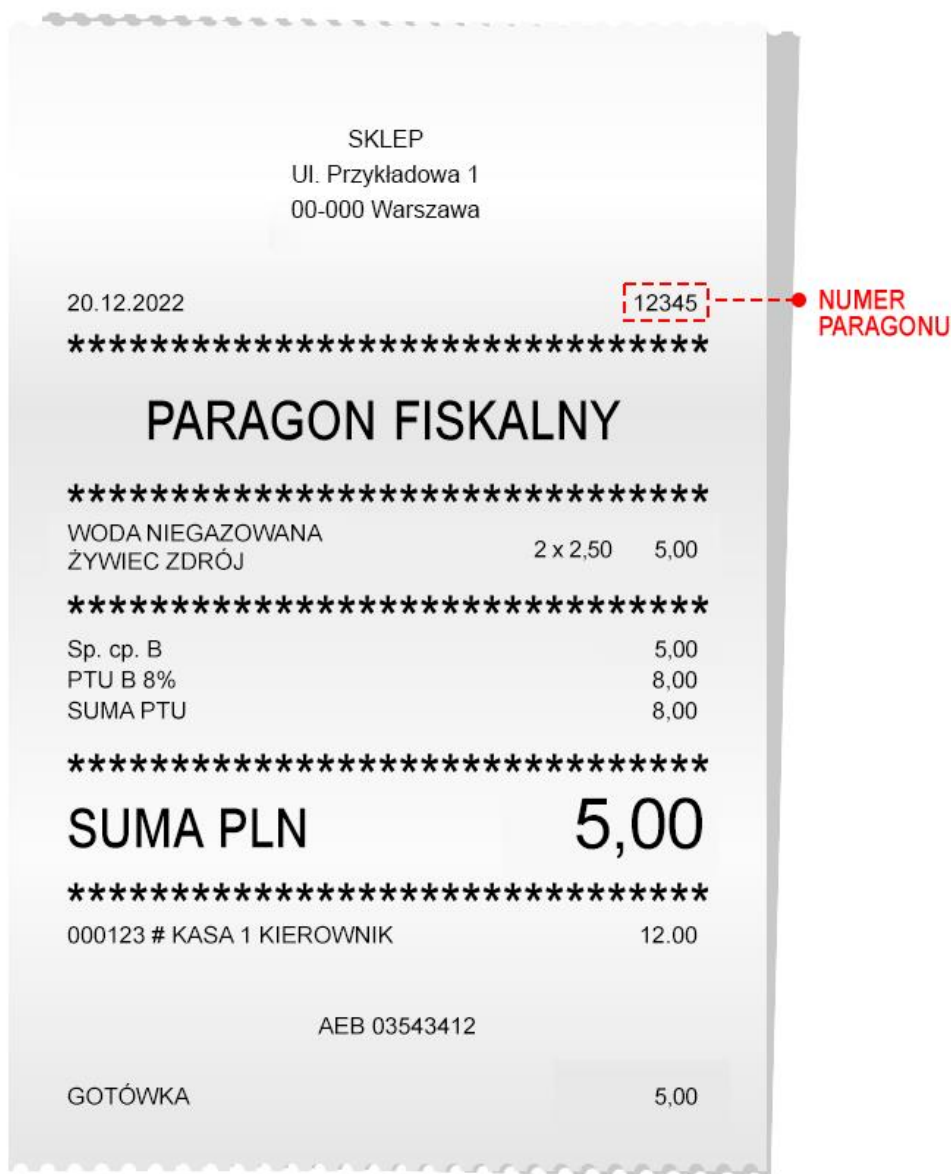 SKLEP
Ul. Przykładowa 1
00-000 Warszawa
20.12.2022 12345
NUMER
PARAGONU
*******************************
PARAGON FISKALNY
*******************************
WODA NIEGAZOWANA
ŻYWIEC ZDRÓJ 2 x 2,50 5,00
*******************************
Sp. cp. B 5,00
PTU B 8% 8,00
SUMA PTU 8,00
*******************************
SUMA PLN 5,00
*******************************
000123 # KASA 1 KIEROWNIK 12.00
AEB 03543412
GOTÓWKA 5,00